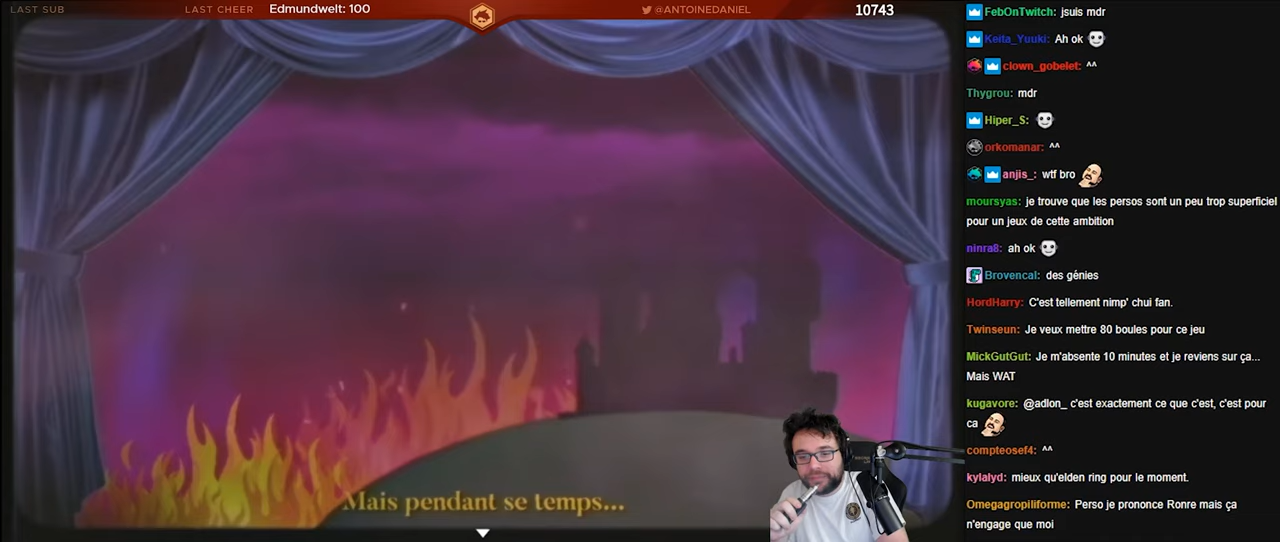 LAST SUB LAST CHEER Edmundwelt: 100 @ANTOINEDANIEL 10743
Mais pendant se temps...
FebOnTwitch: jsuis mdr
Keita_Yuuki: Ah ok
clown_gobelet: ^^
Thygrou: mdr
Hiper_S:
orkomanar: ^^
anjis_: wtf bro
moursyas: je trouve que les persos sont un peu trop superficiel
pour un jeux de cette ambition
ninra8: ah ok
Brovencal: des génies
HordHarry: C'est tellement nimp' chui fan.
Twinseun: Je veux mettre 80 boules pour ce jeu
MickGutGut: Je m'absente 10 minutes et je reviens sur ça...
Mais WAT
kugavore: @adlon_ c'est exactement ce que c'est, c'est pour
ca
compteosef4: ^^
kylalyd: mieux qu'elden ring pour le moment.
Omegagropiliforme: Perso je prononce Ronre mais ça
n'engage que moi